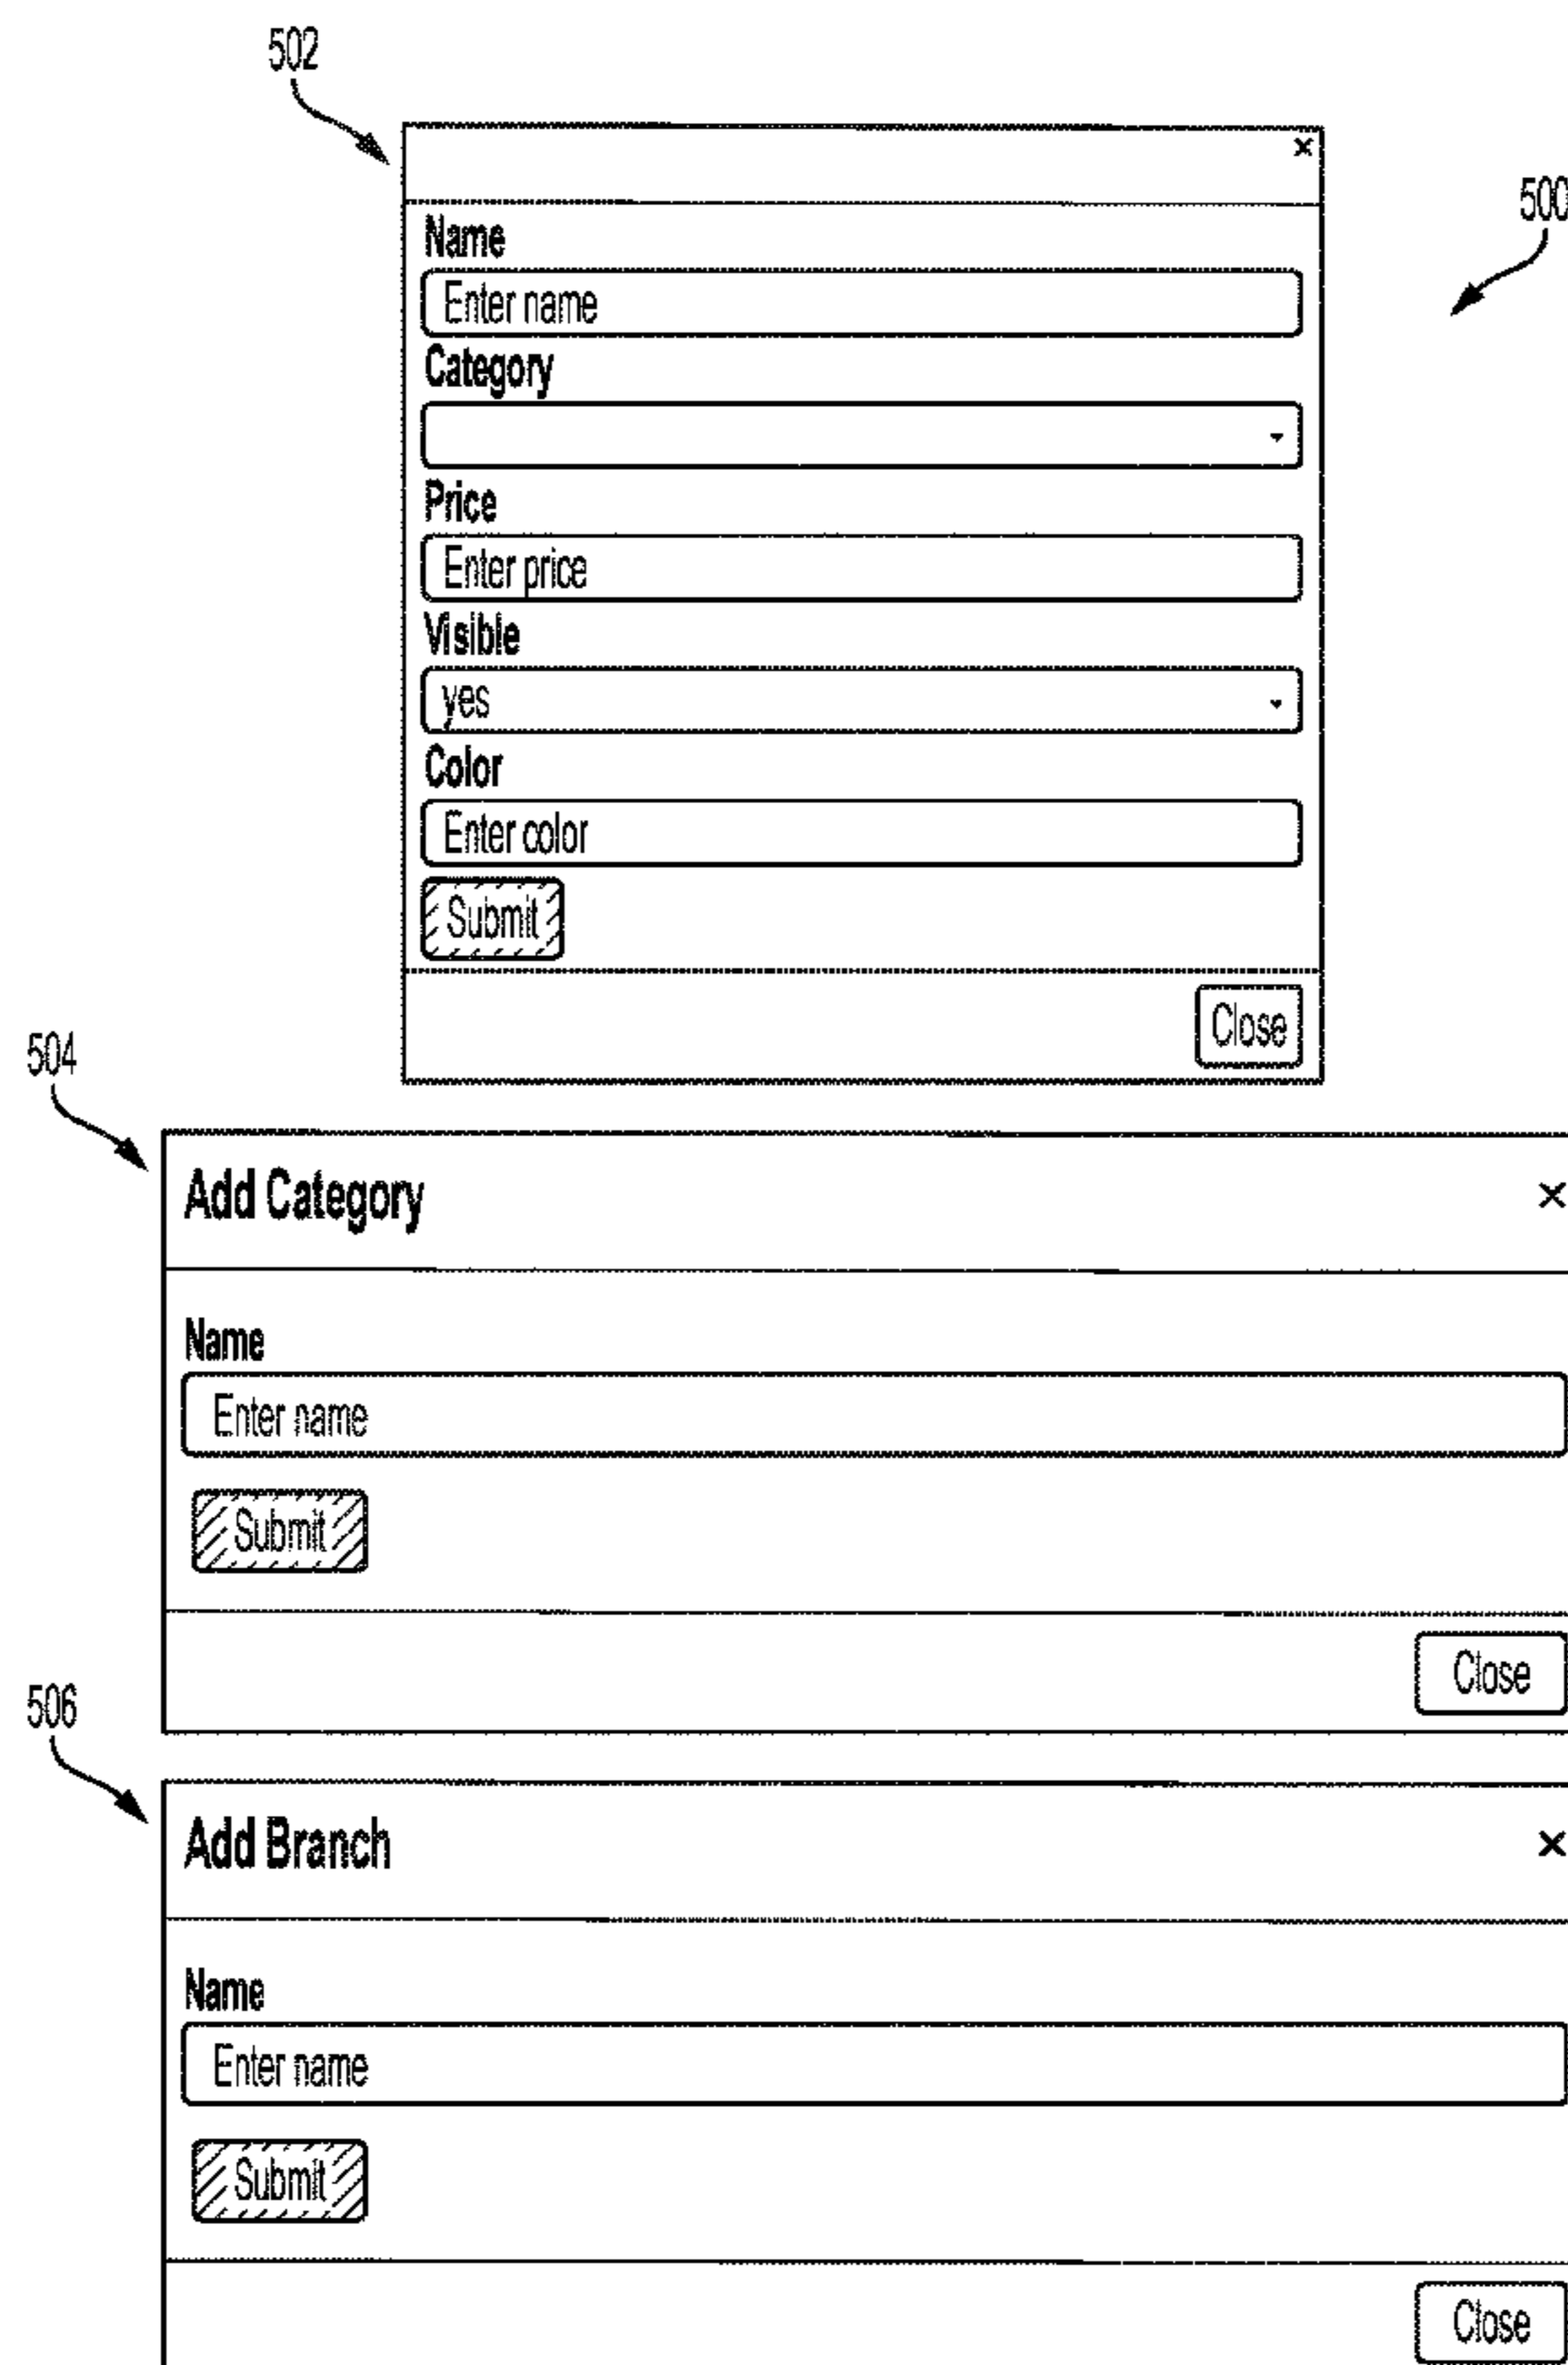 502
×
500
Name
Enter name
Category
Price
Enter price
Visible
yes
Color
Enter color
Submit
Close
504
Add Category ×
Name
Enter name
Submit
Close
506
Add Branch ×
Name
Enter name
Submit
Close